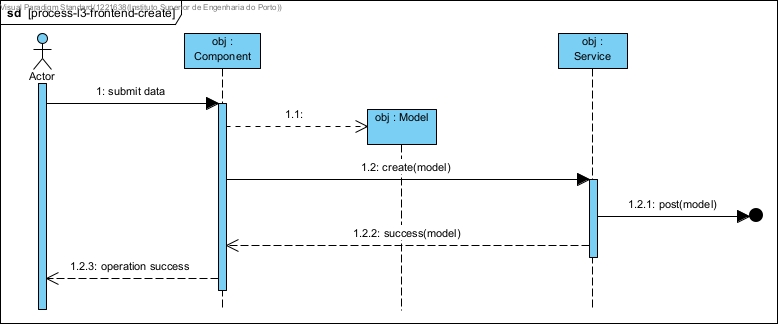 Visual Paradigm Standard(1221638(Instituto Superior de Engenharia do Porto))
sd [process-l3-frontend-create]
obj :
Component
obj :
Service
Actor
1: submit data
1.1:
obj : Model
1.2: create(model)
1.2.1: post(model)
1.2.2: success(model)
1.2.3: operation success